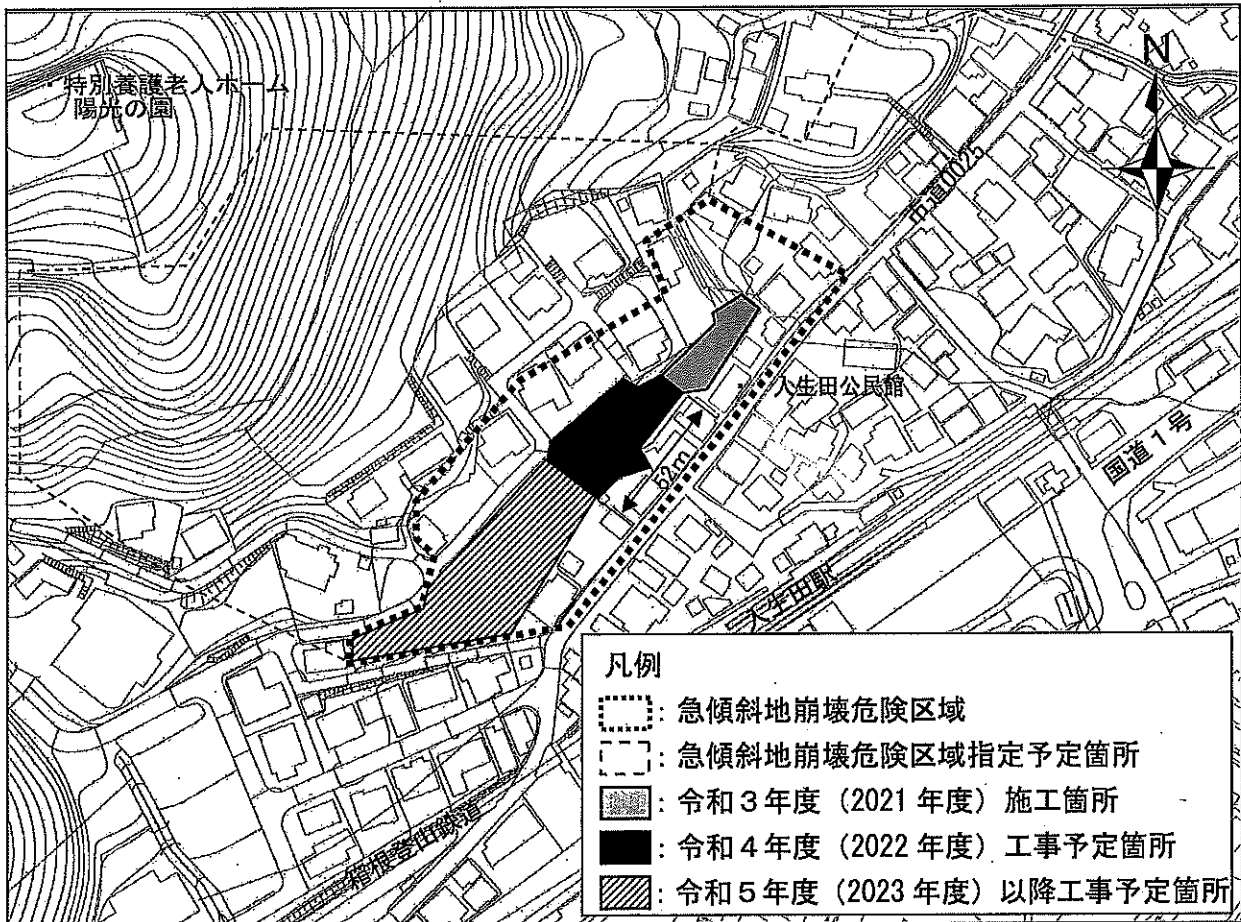 ・特別養護老人ホーム
陽光の園
N
市道0025
入生田公民館
52m
国道1号
入生田駅
箱根登山鉄道
凡例
: 急傾斜地崩壊危険区域
: 急傾斜地崩壊危険区域指定予定箇所
: 令和3年度(2021年度)施工箇所
: 令和4年度(2022年度)工事予定箇所
: 令和5年度(2023年度)以降工事予定箇所